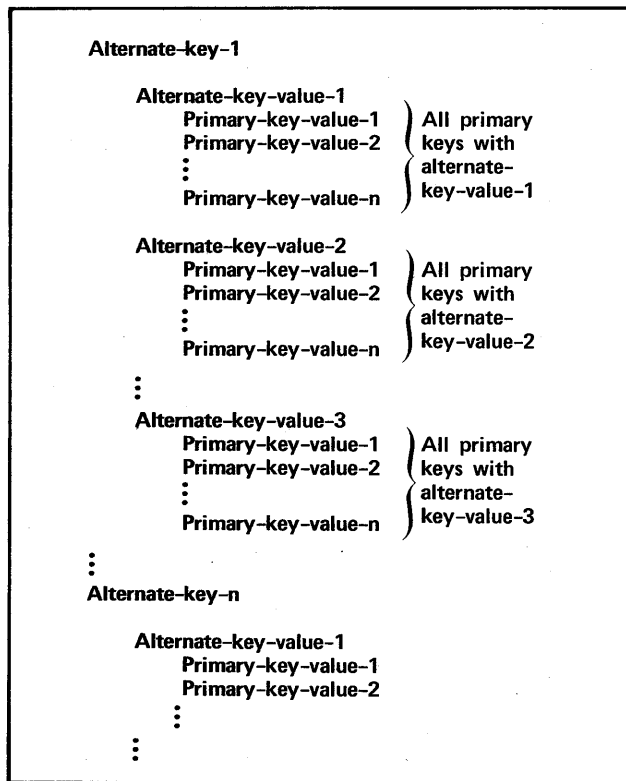 Alternate-key-1
Alternate-key-value-1
Primary-key-value-1
Primary-key-value-2
Primary-key-value-n
All primary
keys with
alternate-
key-value-1
Alternate-key-value-2
Primary-key-value-1
Primary-key-value-2
Primary-key-value-n
All primary
keys with
alternate-
key-value-2
Alternate-key-value-3
Primary-key-value-1
Primary-key-value-2
Primary-key-value-n
All primary
keys with
alternate-
key-value-3
Alternate-key-n
Alternate-key-value-1
Primary-key-value-1
Primary-key-value-2